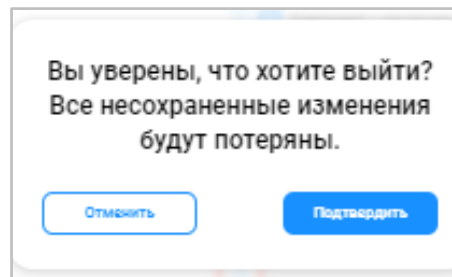 Вы уверены, что хотите выйти?
Все несохраненные изменения
будут потеряны.
Отменить
Подтвердить